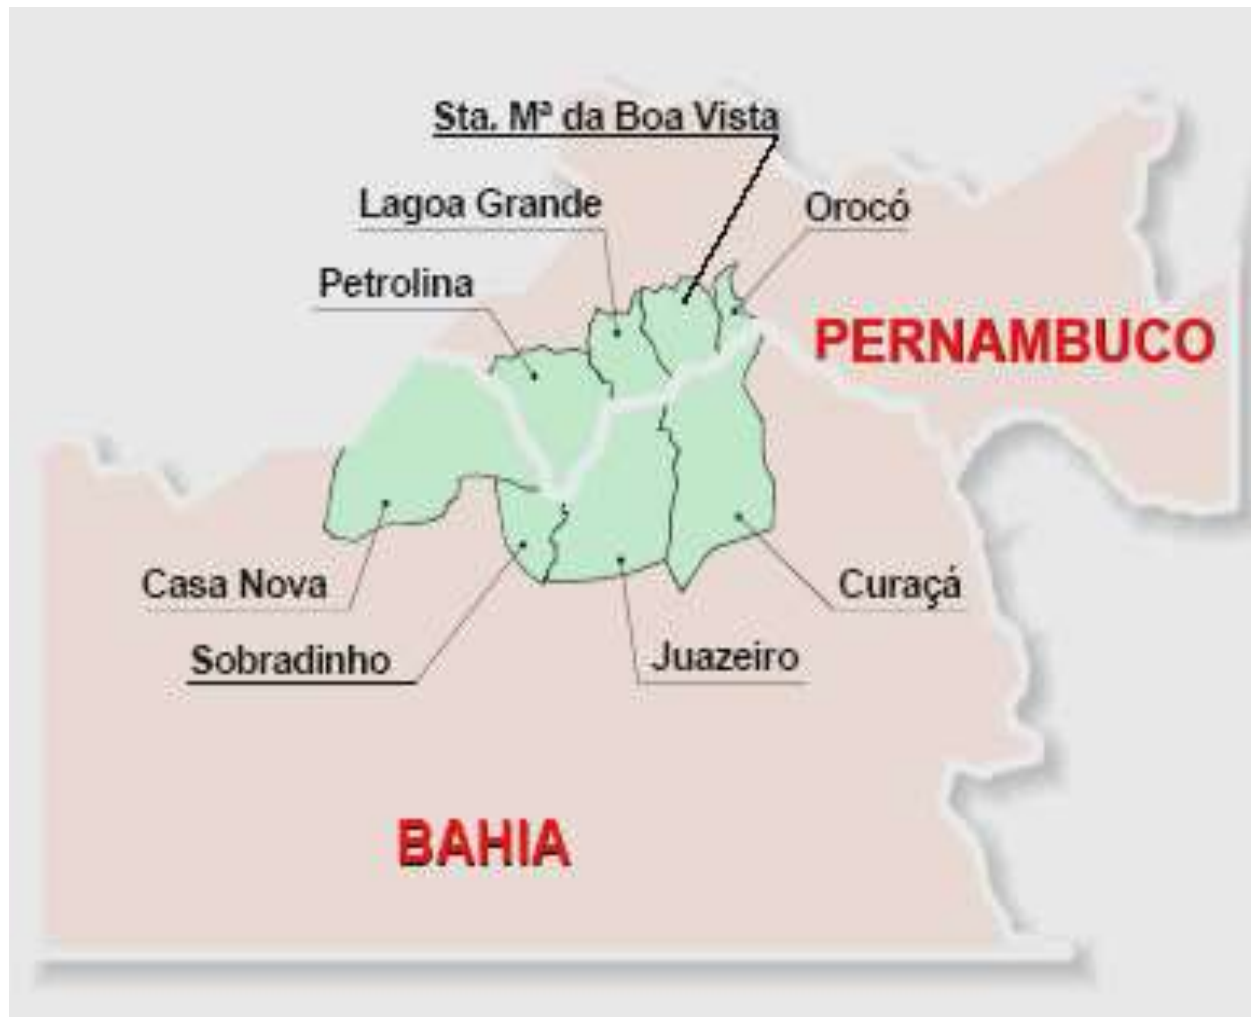 Sta. Mª da Boa Vista
Lagoa Grande
Orocó
Petrolina
PERNAMBUCO
Casa Nova
Curaçá
Sobradinho
Juazeiro
BAHIA